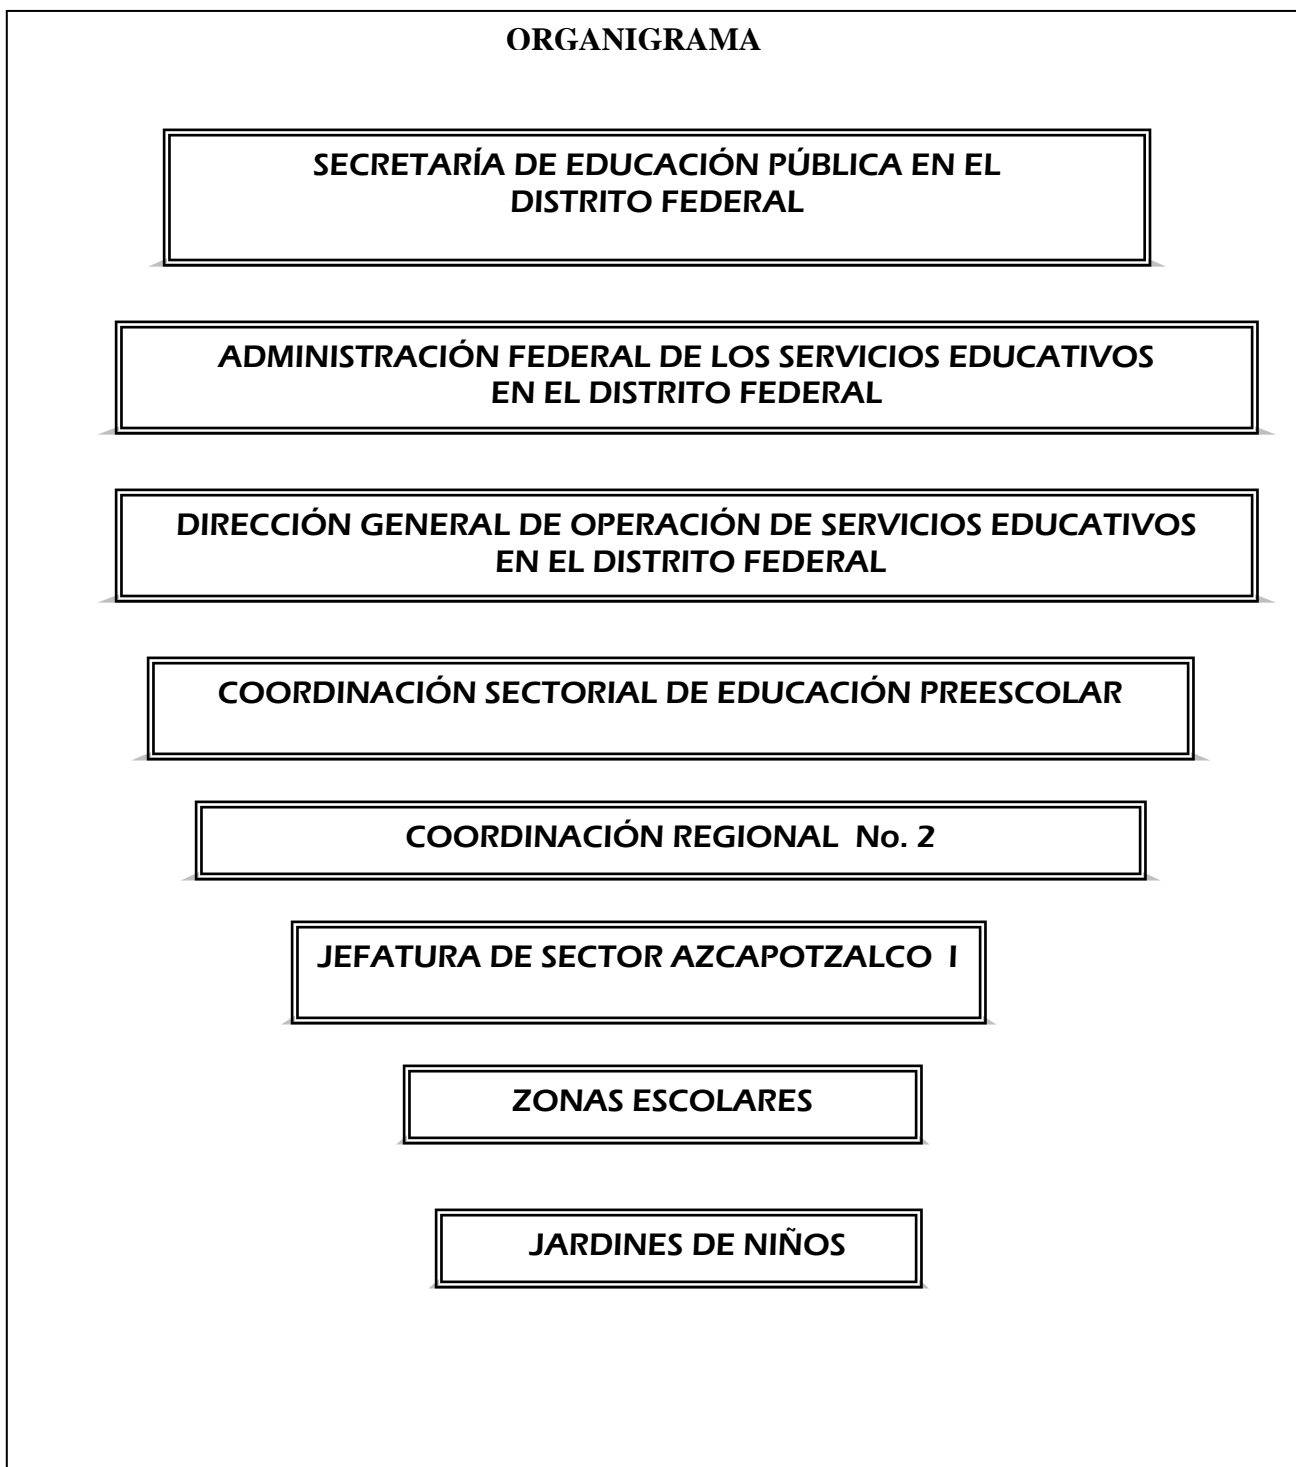 ORGANIGRAMA
SECRETARÍA DE EDUCACIÓN PÚBLICA EN EL
DISTRITO FEDERAL
ADMINISTRACIÓN FEDERAL DE LOS SERVICIOS EDUCATIVOS
EN EL DISTRITO FEDERAL
DIRECCIÓN GENERAL DE OPERACIÓN DE SERVICIOS EDUCATIVOS
EN EL DISTRITO FEDERAL
COORDINACIÓN SECTORIAL DE EDUCACIÓN PREESCOLAR
COORDINACIÓN REGIONAL No. 2
JEFATURA DE SECTOR AZCAPOTZALCO I
ZONAS ESCOLARES
JARDINES DE NIÑOS